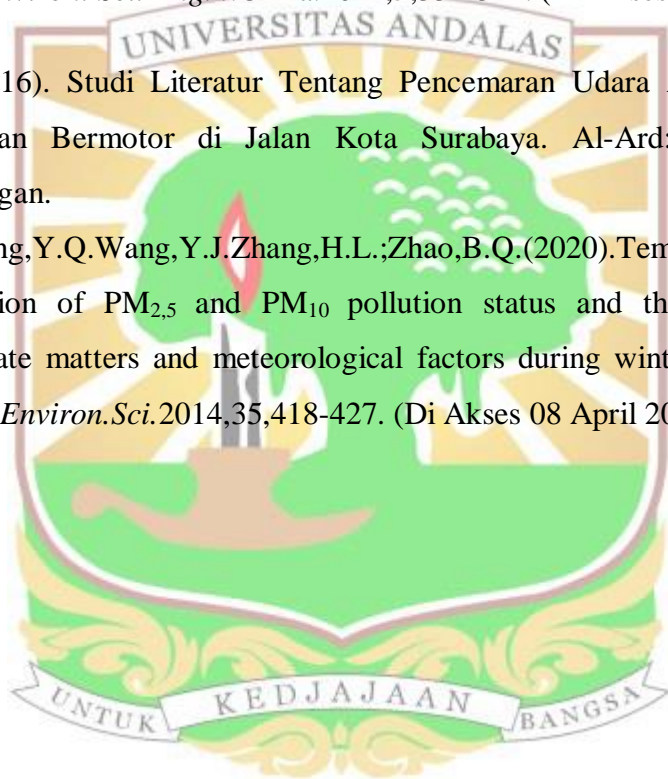 UNIVERSITAS ANDALAS
16). Studi Literatur Tentang Pencemaran Udara
an Bermotor di Jalan Kota Surabaya. Al-Ard:
gan.
ng,Y.Q.Wang,Y.J.Zhang,H.L.;Zhao,B.Q.(2020).Tem
ion of PM2,5 and PM10 pollution status and th
ate matters and meteorological factors during wint
Environ.Sci.2014,35,418-427. (Di Akses 08 April 20
UNTUK KEDJAJAAN BANGSA